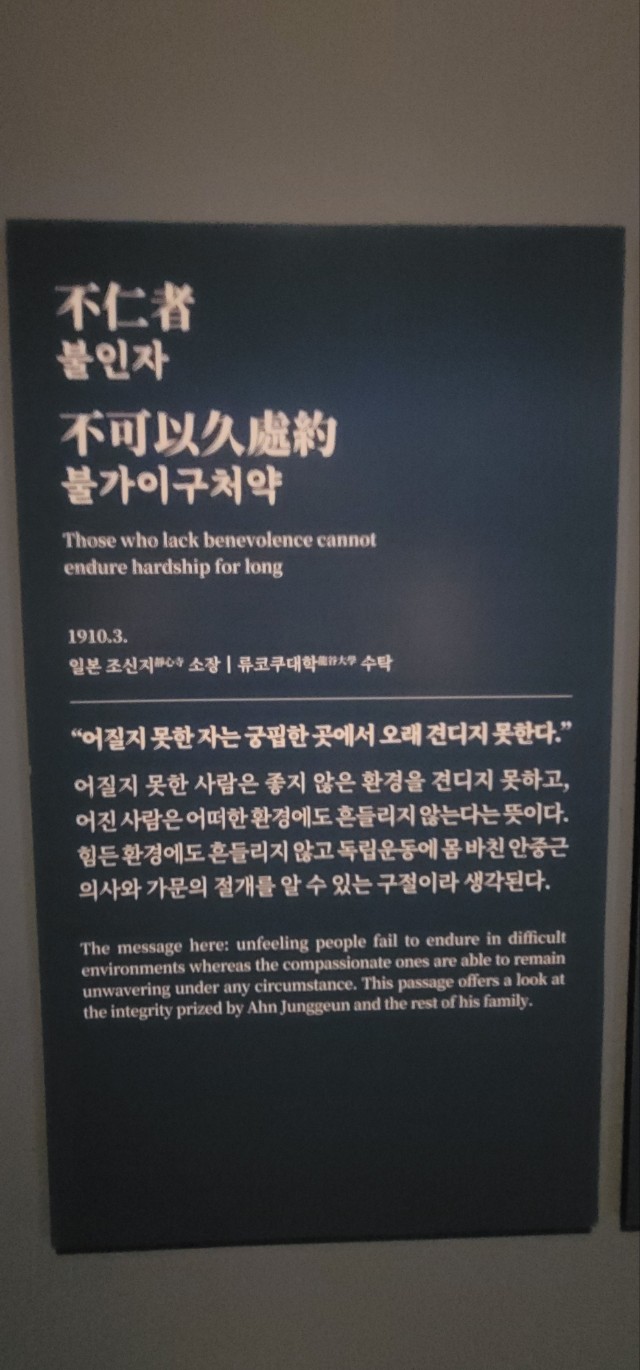 不仁者
불인자
不可以久處約
불가이구처약
Those who lack benevolence cannot
endure hardship for long
1910.3.
일본 조신지淨心寺 소장 | 류코쿠대학龍谷大學 수탁
“어질지 못한 자는 궁핍한 곳에서 오래 견디지 못한다.”
어질지 못한 사람은 좋지 않은 환경을 견디지 못하고,
어진 사람은 어떠한 환경에도 흔들리지 않는다는 뜻이다.
힘든 환경에도 흔들리지 않고 독립운동에 몸 바친 안중근
의사와 가문의 절개를 알 수 있는 구절이라 생각된다.
The message here: unfeeling people fail to endure in difficult
environments whereas the compassionate ones are able to remain
unwavering under any circumstance. This passage offers a look at
the integrity prized by Ahn Junggeun and the rest of his family.